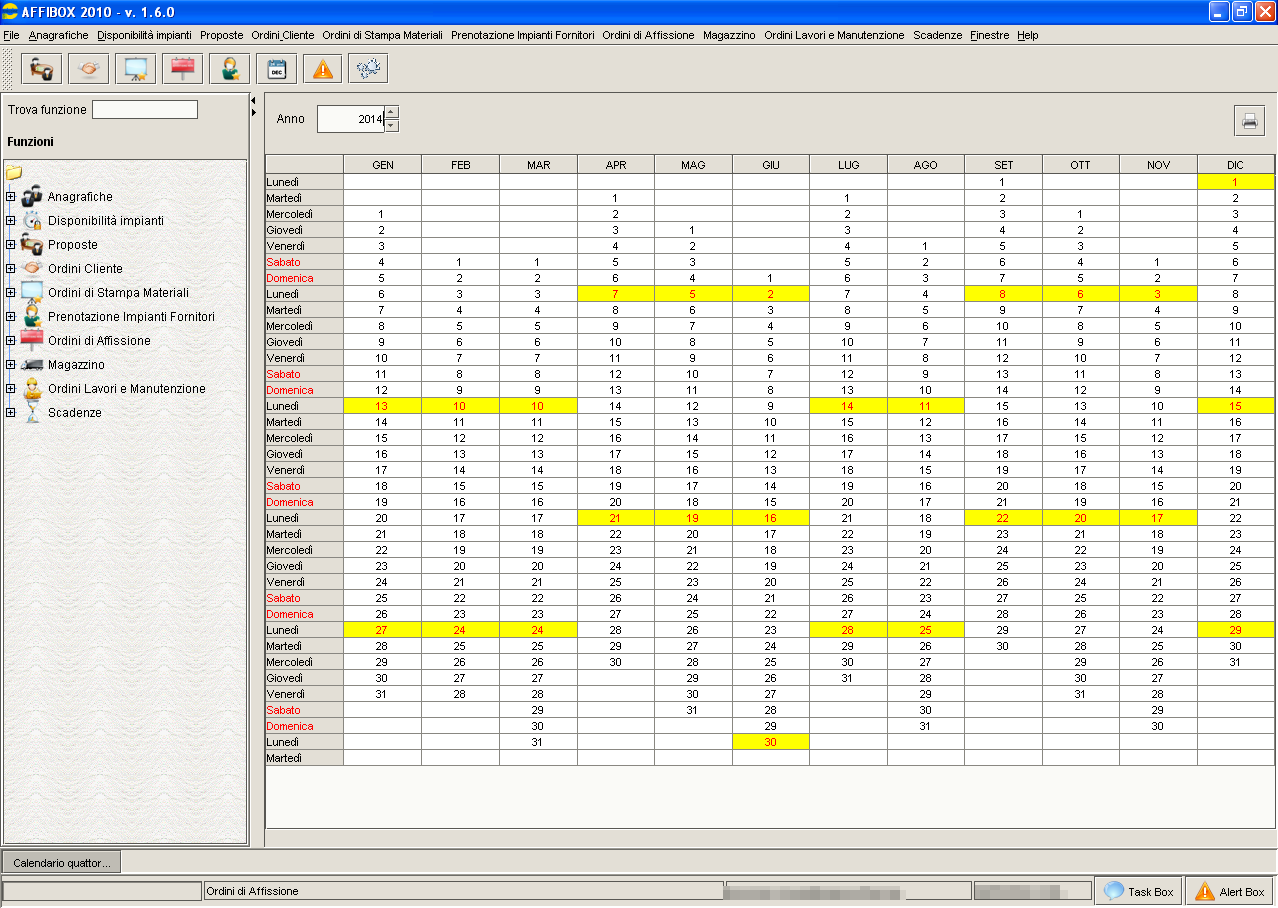 AFFIBOX 2010 - v. 1.6.0
File Anagrafiche Disponibilità impianti Proposte Ordini Cliente Ordini di Stampa Materiali Prenotazione Impianti Fornitori Ordini di Affissione Magazzino Ordini Lavori e Manutenzione Scadenze Finestre Help
DEC
Trova funzione
Funzioni
Anagrafiche
Disponibilità impianti
Proposte
Ordini Cliente
Ordini di Stampa Materiali
Prenotazione Impianti Fornitori
Ordini di Affissione
Magazzino
Ordini Lavori e Manutenzione
Scadenze
Anno 2014
GEN FEB MAR APR MAG GIU LUG AGO SET OTT NOV DIC
Lunedì 1 1
Martedì 1 1 2 2
Mercoledì 1 2 2 3 1 3
Giovedì 2 3 1 3 4 2 4
Venerdì 3 4 2 4 1 5 3 5
Sabato 4 1 1 5 3 5 2 6 4 1 6
Domenica 5 2 2 6 4 1 6 3 7 5 2 7
Lunedì 6 3 3 7 5 2 7 4 8 6 3 8
Martedì 7 4 4 8 6 3 8 5 9 7 4 9
Mercoledì 8 5 5 9 7 4 9 6 10 8 5 10
Giovedì 9 6 6 10 8 5 10 7 11 9 6 11
Venerdì 10 7 7 11 9 6 11 8 12 10 7 12
Sabato 11 8 8 12 10 7 12 9 13 11 8 13
Domenica 12 9 9 13 11 8 13 10 14 12 9 14
Lunedì 13 10 10 14 12 9 14 11 15 13 10 15
Martedì 14 11 11 15 13 10 15 12 16 14 11 16
Mercoledì 15 12 12 16 14 11 16 13 17 15 12 17
Giovedì 16 13 13 17 15 12 17 14 18 16 13 18
Venerdì 17 14 14 18 16 13 18 15 19 17 14 19
Sabato 18 15 15 19 17 14 19 16 20 18 15 20
Domenica 19 16 16 20 18 15 20 17 21 19 16 21
Lunedì 20 17 17 21 19 16 21 18 22 20 17 22
Martedì 21 18 18 22 20 17 22 19 23 21 18 23
Mercoledì 22 19 19 23 21 18 23 20 24 22 19 24
Giovedì 23 20 20 24 22 19 24 21 25 23 20 25
Venerdì 24 21 21 25 23 20 25 22 26 24 21 26
Sabato 25 22 22 26 24 21 26 23 27 25 22 27
Domenica 26 23 23 27 25 22 27 24 28 26 23 28
Lunedì 27 24 24 28 26 23 28 25 29 27 24 29
Martedì 28 25 25 29 27 24 29 26 30 28 25 30
Mercoledì 29 26 26 30 28 25 30 27 29 26 31
Giovedì 30 27 27 29 26 31 28 30 27
Venerdì 31 28 28 30 27 29 31 28
Sabato 29 31 28 30 29
Domenica 30 29 31 30
Lunedì 31 30
Martedì
Calendario quattor...
Ordini di Affissione
Task Box
Alert Box